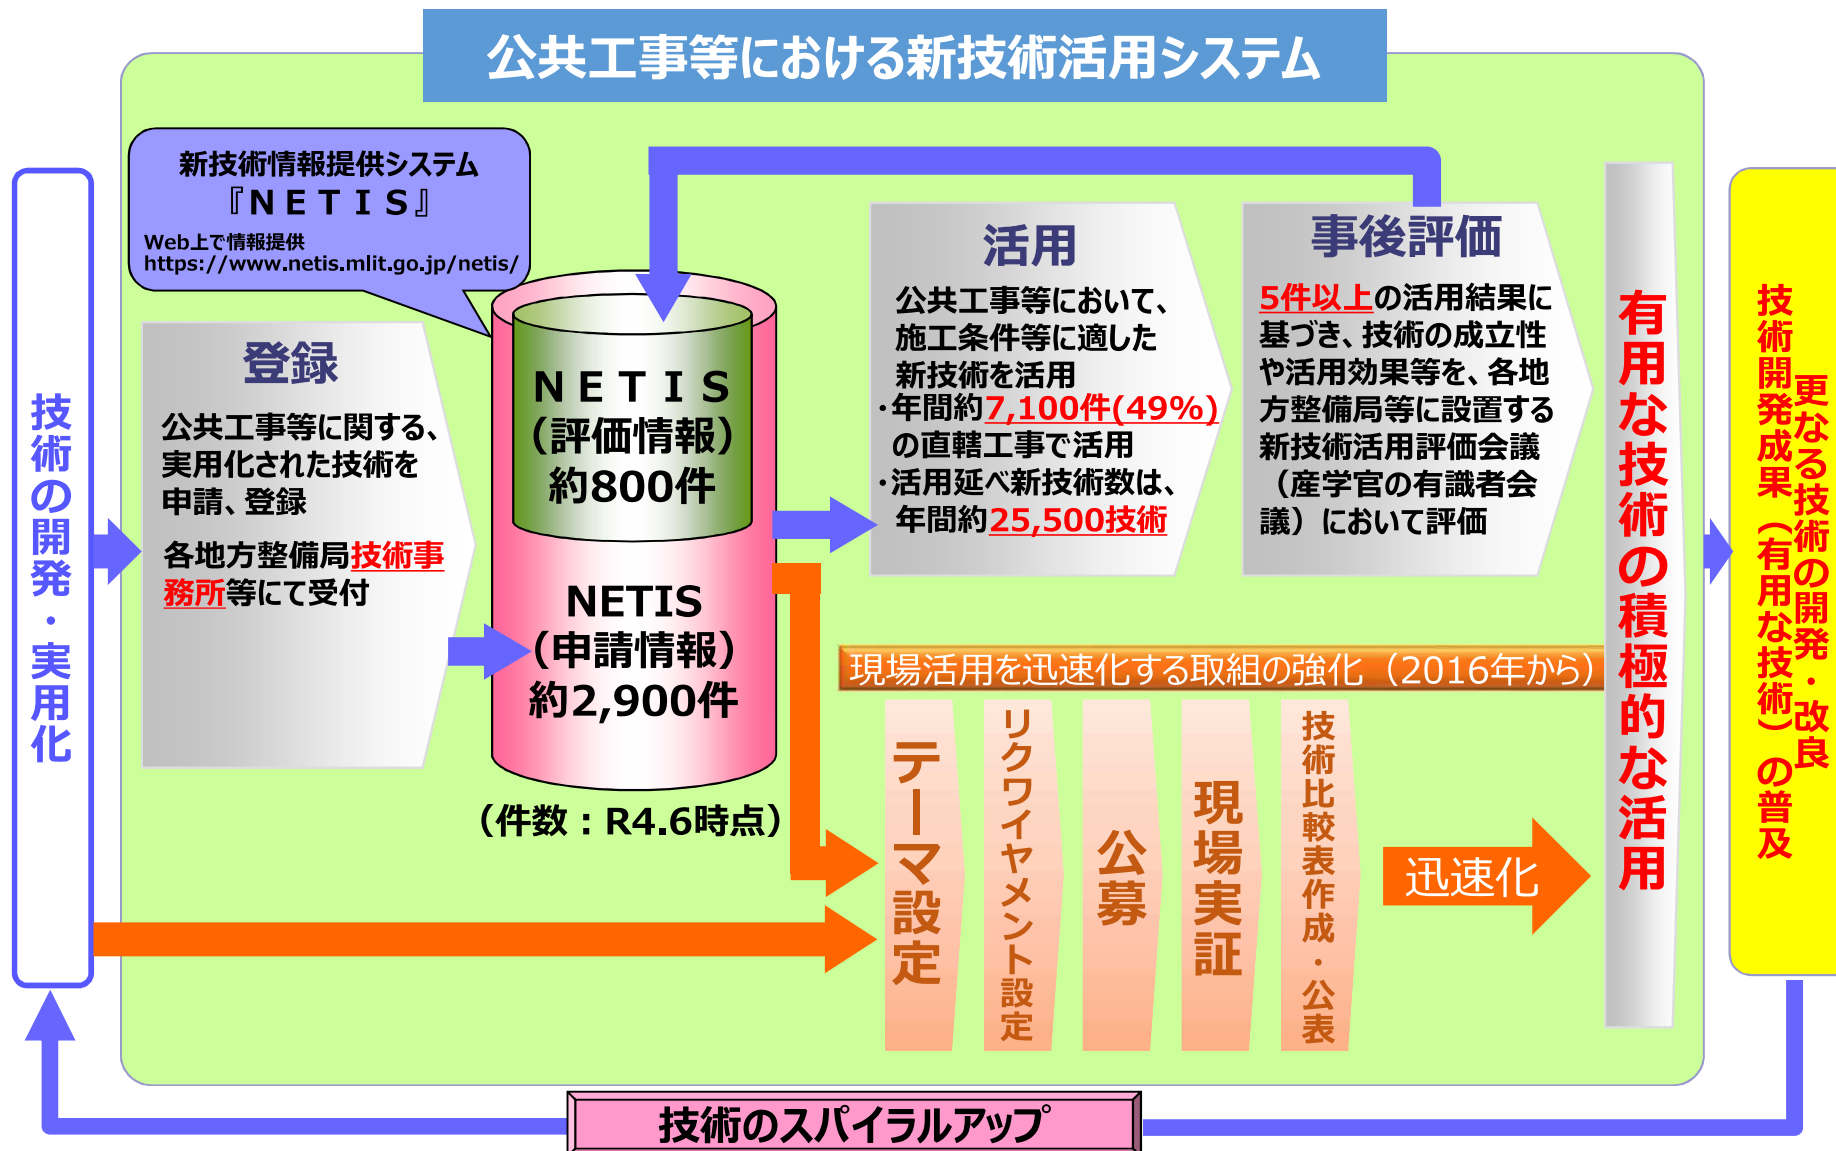 公共工事等における新技術活用システム
新技術情報提供システム
『ＮＥＴＩＳ』
Web上で情報提供
https://www.netis.mlit.go.jp/netis/
技術の開発・実用化
登録
公共工事等に関する、
実用化された技術を
申請、登録
各地方整備局技術事
務所等にて受付
ＮＥＴＩＳ
（評価情報）
約800件
NETIS
（申請情報）
約2,900件
（件数：R4.6時点）
活用
公共工事等において、
施工条件等に適した
新技術を活用
・年間約7,100件(49%)
の直轄工事で活用
・活用延べ新技術数は、
年間約25,500技術
事後評価
5件以上の活用結果に
基づき、技術の成立性
や活用効果等を、各地
方整備局等に設置する
新技術活用評価会議
（産学官の有識者会
議）において評価
現場活用を迅速化する取組の強化（2016年から）
テーマ設定
リクワイヤメント設定
公募
現場実証
技術比較表作成・公表
迅速化
有用な技術の積極的な活用
更なる技術の開発・改良
技術開発成果（有用な技術）の普及
技術のスパイラルアップ